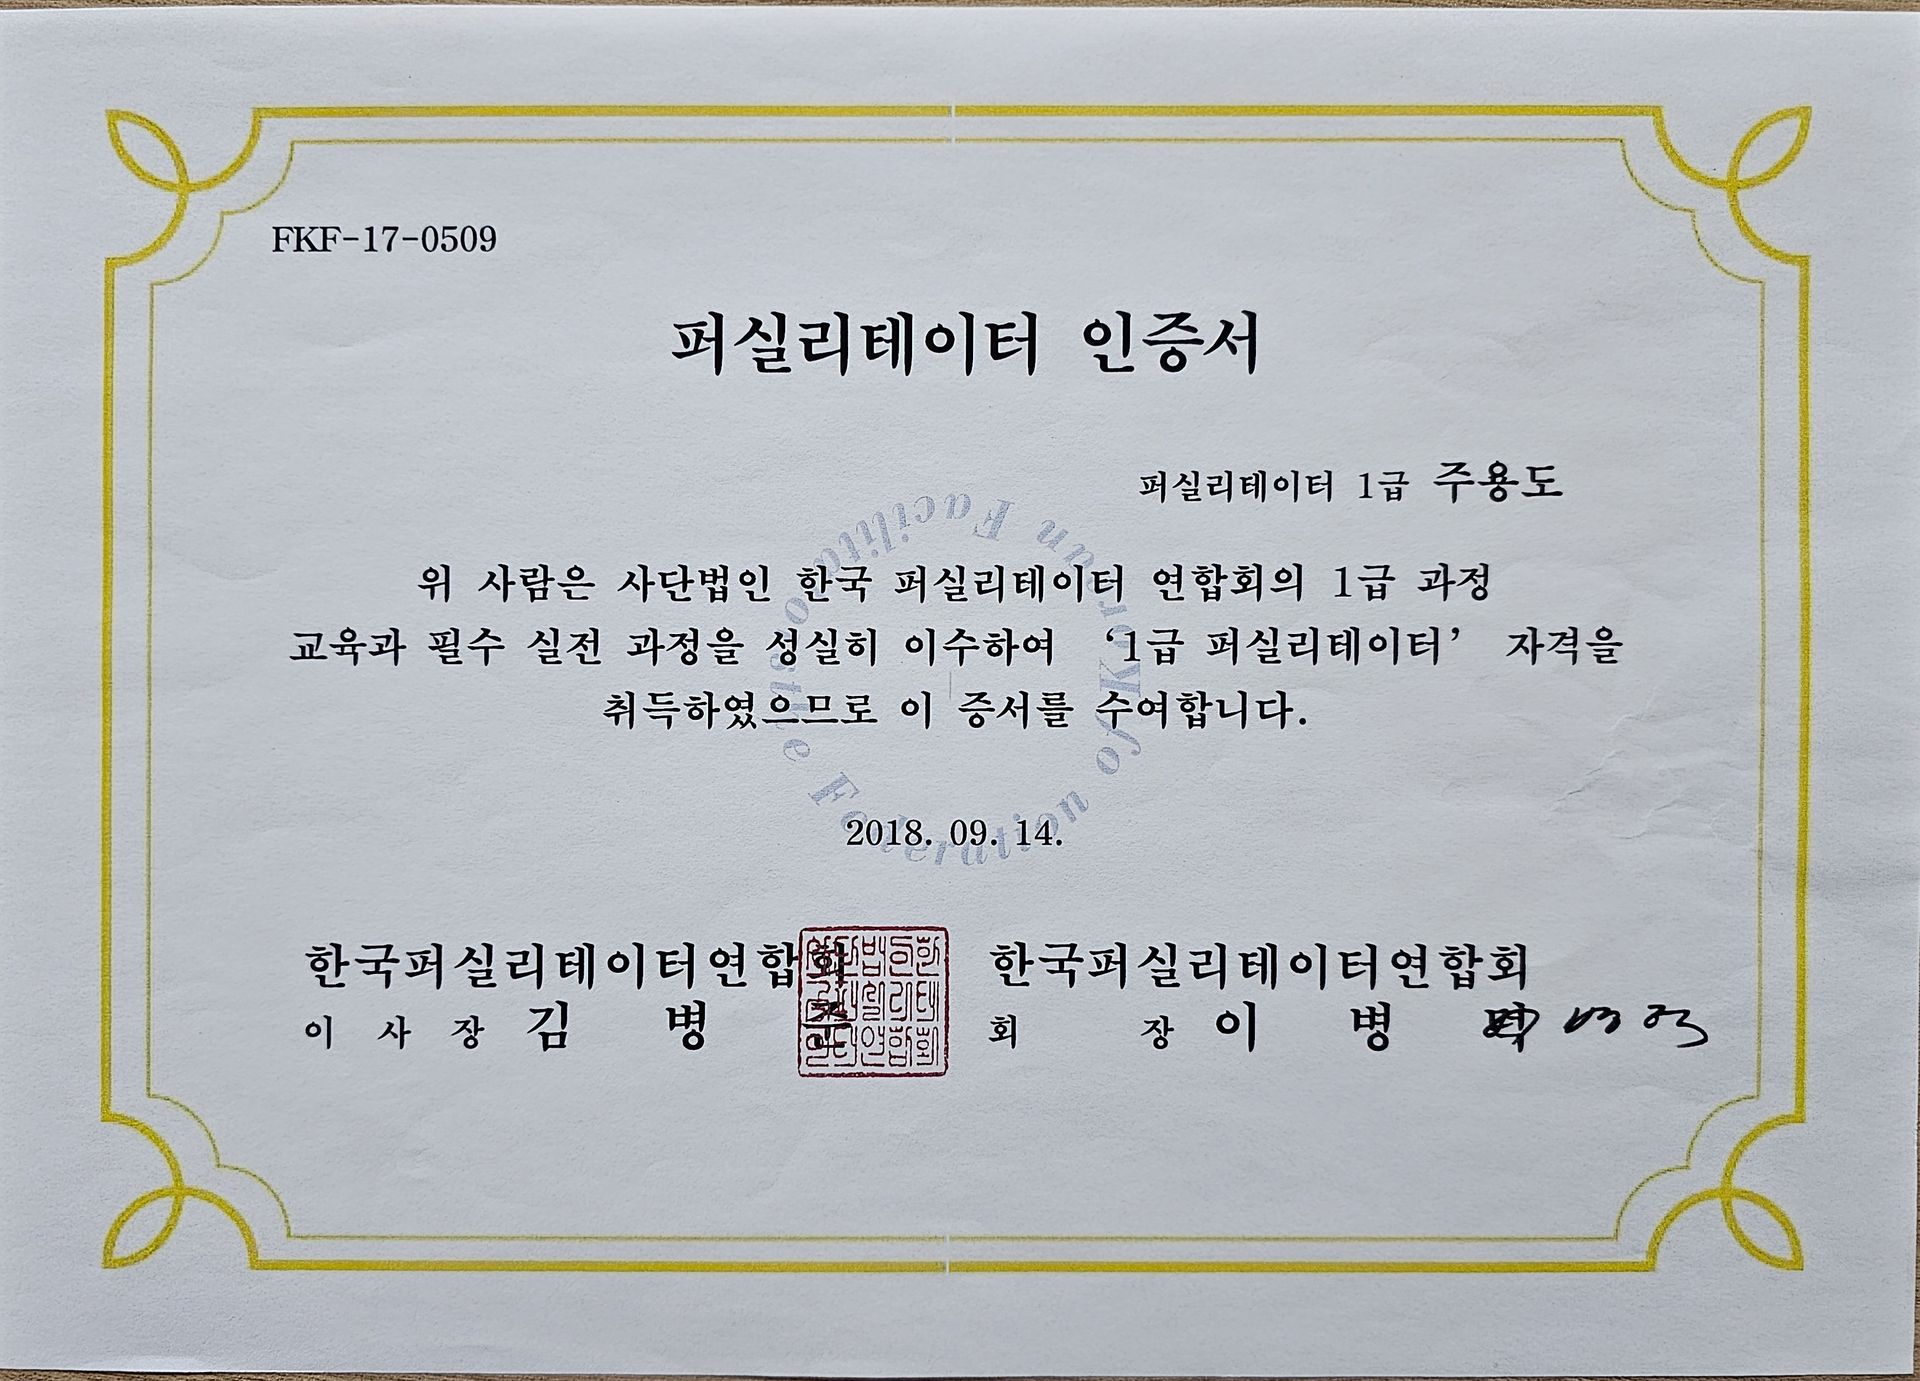 FKF-17-0509
퍼실리테이터 인증서
퍼실리테이터 1급 주용도
위 사람은 사단법인 한국 퍼실리테이터 연합회의 1급 과정
교육과 필수 실전 과정을 성실히 이수하여 ‘1급 퍼실리테이터’ 자격을
취득하였으므로 이 증서를 수여합니다.
2018. 09. 14.
한국퍼실리테이터연합회 한국퍼실리테이터연합회
이 사 장 김 병 회 장 이 병